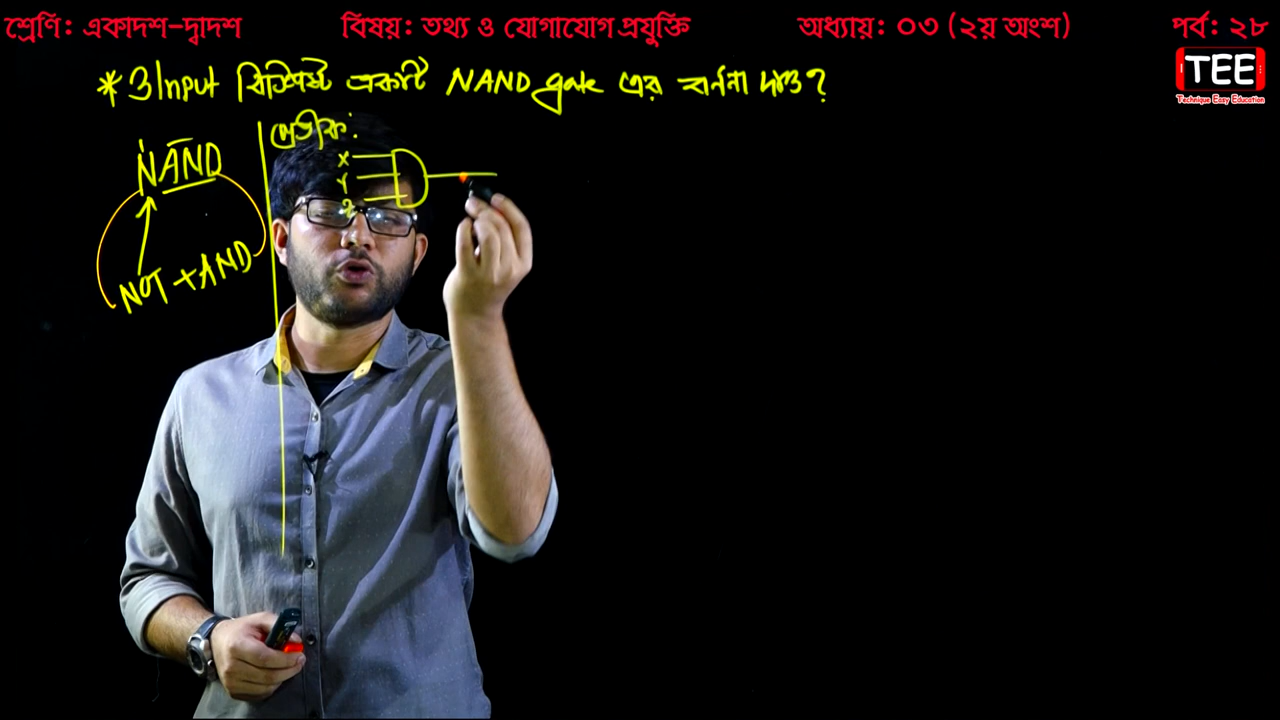 শ্রেণি: একাদশ-দ্বাদশ বিষয়: তথ্য ও যোগাযোগ প্রযুক্তি অধ্যায়: ০৩ (২য় অংশ) পর্ব: ২৮
TEE
Technique Easy Education
* 3 Input বিশিষ্ট একটি NAND gate এর বর্ননা দাও?
প্রতীক:
NAND
NOT + AND
X
Y
Z